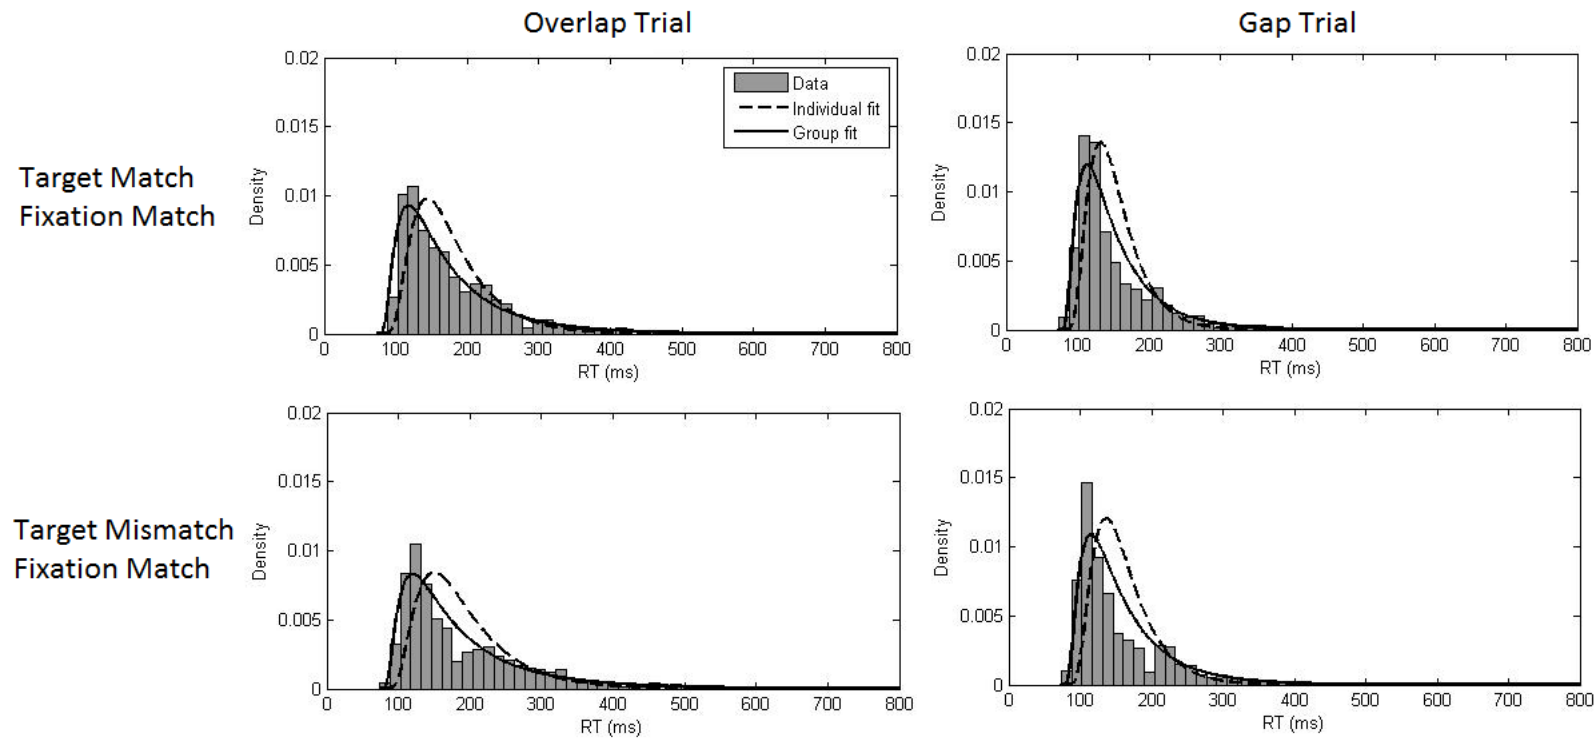 Overlap Trial
Gap Trial
Target Match
Fixation Match
0.02
0.015
0.01
0.005
0
Density
Data
Individual fit
Group fit
0 100 200 300 400 500 600 700 800
RT (ms)
0.02
0.015
0.01
0.005
0
Density
0 100 200 300 400 500 600 700 800
RT (ms)
Target Mismatch
Fixation Match
0.02
0.015
0.01
0.005
0
Density
0 100 200 300 400 500 600 700 800
RT (ms)
0.02
0.015
0.01
0.005
0
Density
0 100 200 300 400 500 600 700 800
RT (ms)